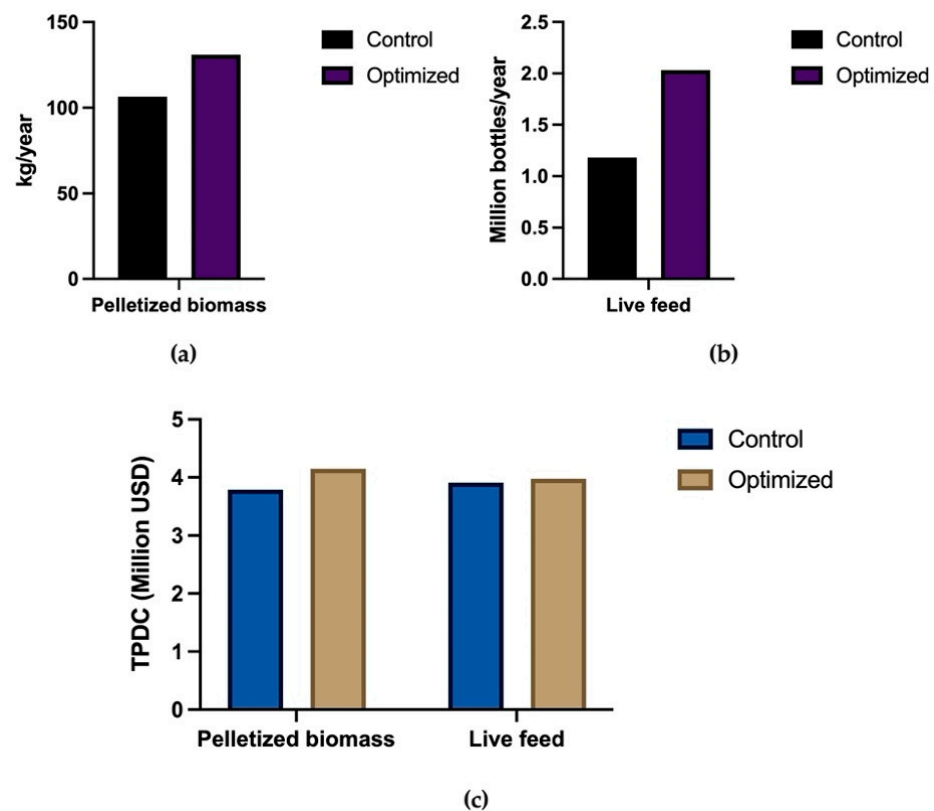 150
100
50
0
kg/year
Pelletized biomass
Control
Optimized
(a)
2.5
2.0
1.5
1.0
0.5
0.0
Million bottles/year
Live feed
Control
Optimized
(b)
5
4
3
2
1
0
TPDC (Million USD)
Pelletized biomass
Live feed
Control
Optimized
(c)